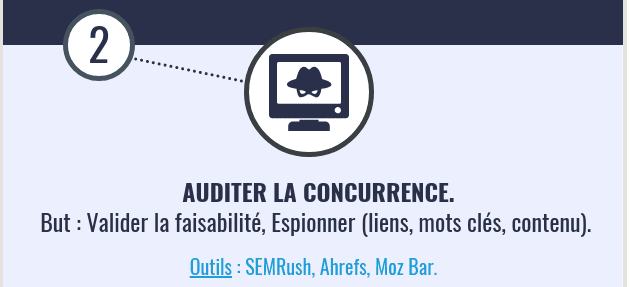 2
AUDITER LA CONCURRENCE.
But : Valider la faisabilité, Espionner (liens, mots clés, contenu).
Outils : SEMRush, Ahrefs, Moz Bar.